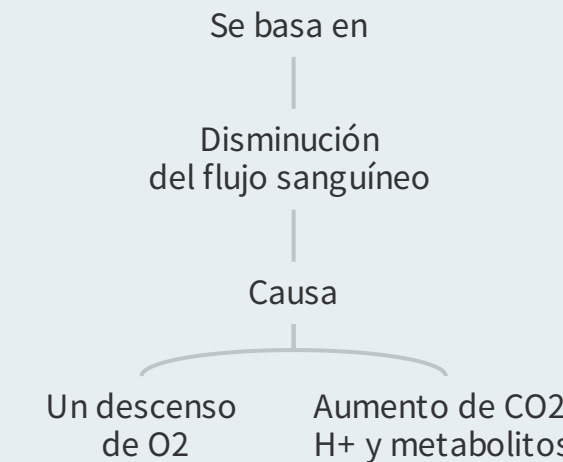 Se basa en
Disminución
del flujo sanguíneo
Causa
Un descenso
de O2
Aumento de CO2
H+ y metabolitos